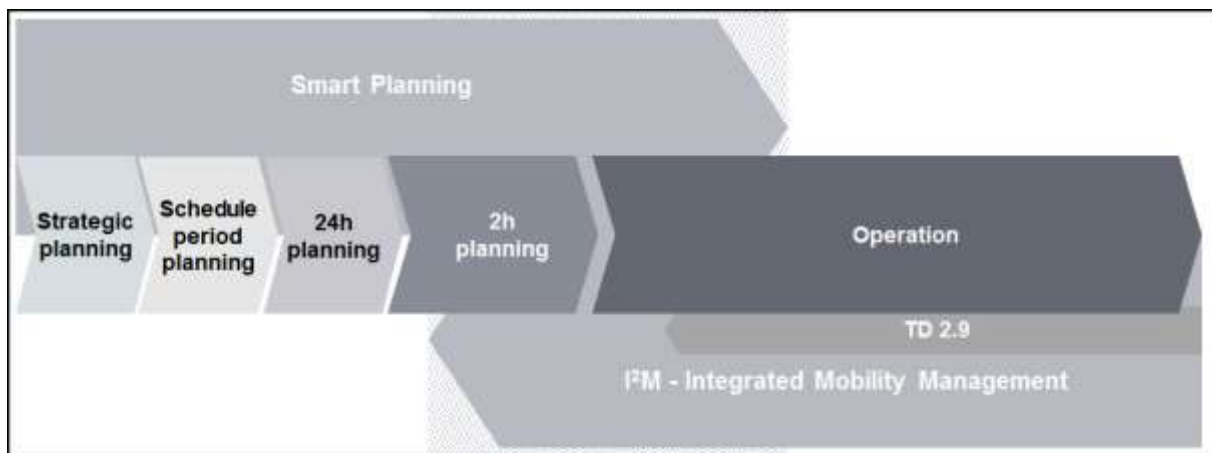 Smart Planning
Strategic
planning
Schedule
period
planning
24h
planning
2h
planning
Operation
TD 2.9
I²M - Integrated Mobility Management